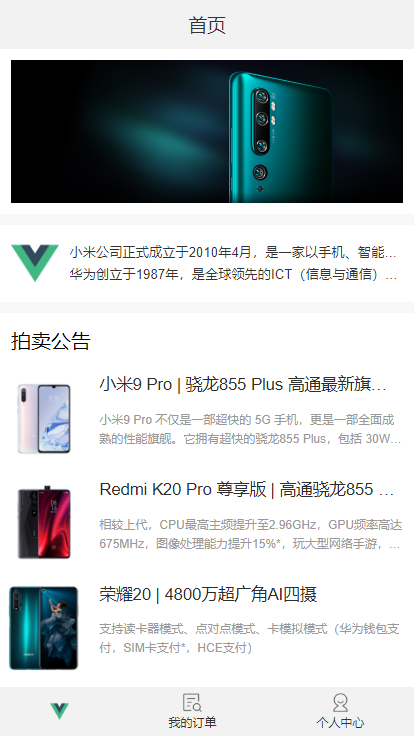 首页
小米公司正式成立于2010年4月，是一家以手机、智能...
华为创立于1987年，是全球领先的ICT（信息与通信）...
拍卖公告
小米9 Pro | 骁龙855 Plus 高通最新旗...
小米9 Pro 不仅是一部超快的 5G 手机，更是一部全面成
熟的性能旗舰。它拥有超快的骁龙855 Plus，包括 30W...
Redmi K20 Pro 尊享版 | 高通骁龙855 ...
相较上代，CPU最高主频提升至2.96GHz，GPU频率高达
675MHz，图像处理能力提升15%*，玩大型网络手游，...
荣耀20 | 4800万超广角AI四摄
支持读卡器模式、点对点模式、卡模拟模式（华为钱包支
付，SIM卡支付*，HCE支付）
我的订单
个人中心